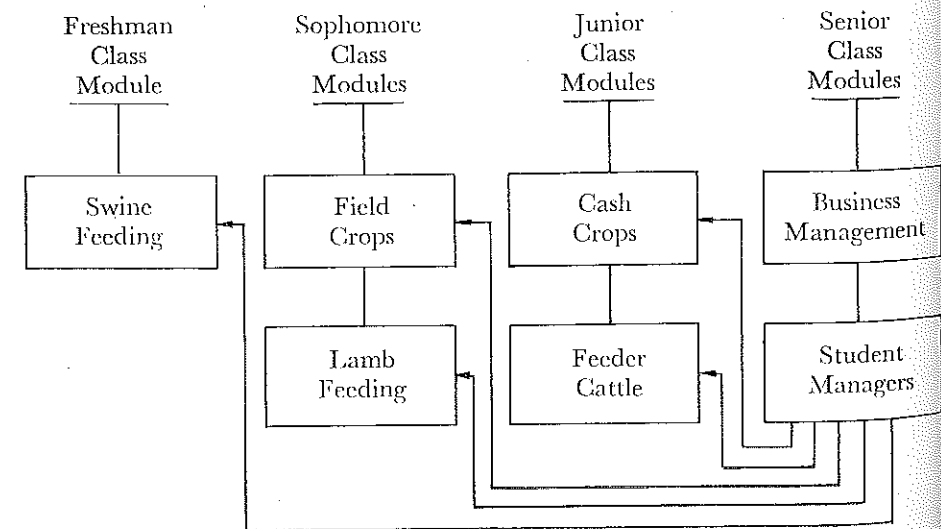 Freshman
Class
Module
Sophomore
Class
Modules
Junior
Class
Modules
Senior
Class
Modules
Swine
Feeding
Field
Crops
Cash
Crops
Business
Management
Lamb
Feeding
Feeder
Cattle
Student
Managers